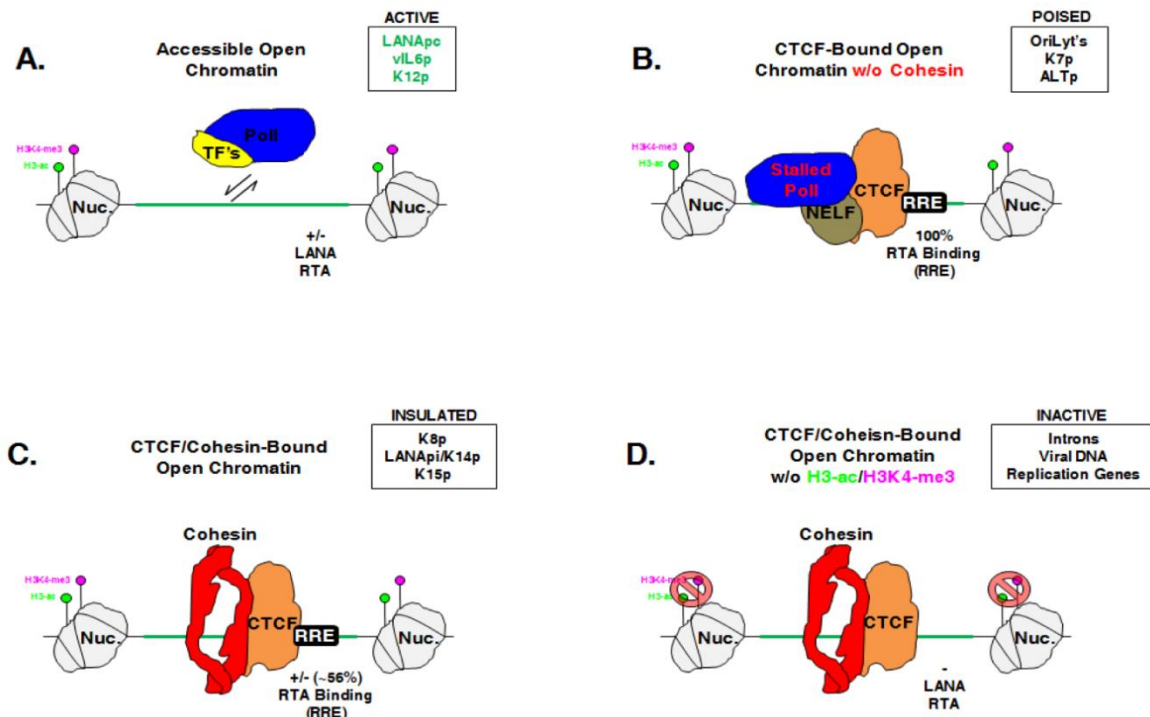 A.
Accessible Open
Chromatin
ACTIVE
LANApc
vIL6p
K12p
PolI
TF's
H3K4-me3
H3-ac
Nuc.
Nuc.
+/-
LANA
RTA
B.
CTCF-Bound Open
Chromatin w/o Cohesin
POISED
OriLyt's
K7p
ALTp
H3K4-me3
H3-ac
Stalled
PolI
NELF
CTCF
RRE
Nuc.
Nuc.
100%
RTA Binding
(RRE)
C.
CTCF/Cohesin-Bound
Open Chromatin
INSULATED
K8p
LANApi/K14p
K15p
Cohesin
H3K4-me3
H3-ac
CTCF
RRE
Nuc.
Nuc.
+/- (~56%)
RTA Binding
(RRE)
D.
CTCF/Coheisn-Bound
Open Chromatin
w/o H3-ac/H3K4-me3
INACTIVE
Introns
Viral DNA
Replication Genes
Cohesin
H3K4-me3
H3-ac
CTCF
Nuc.
Nuc.
-
LANA
RTA